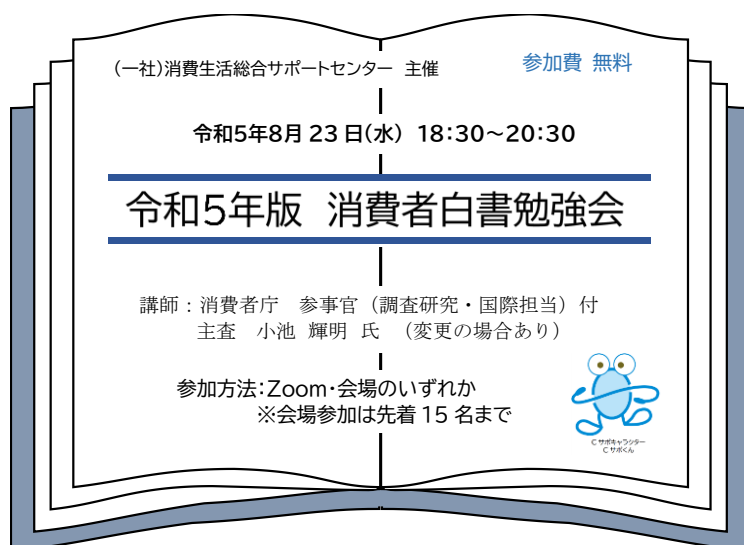 (一社)消費生活総合サポートセンター 主催
参加費 無料
令和5年8月23日(水) 18:30~20:30
令和5年版 消費者白書勉強会
講師：消費者庁 参事官（調査研究・国際担当）付
主査 小池 輝明 氏 （変更の場合あり）
参加方法:Zoom・会場のいずれか
※会場参加は先着15名まで
Cサポキャラクター
Cサポくん